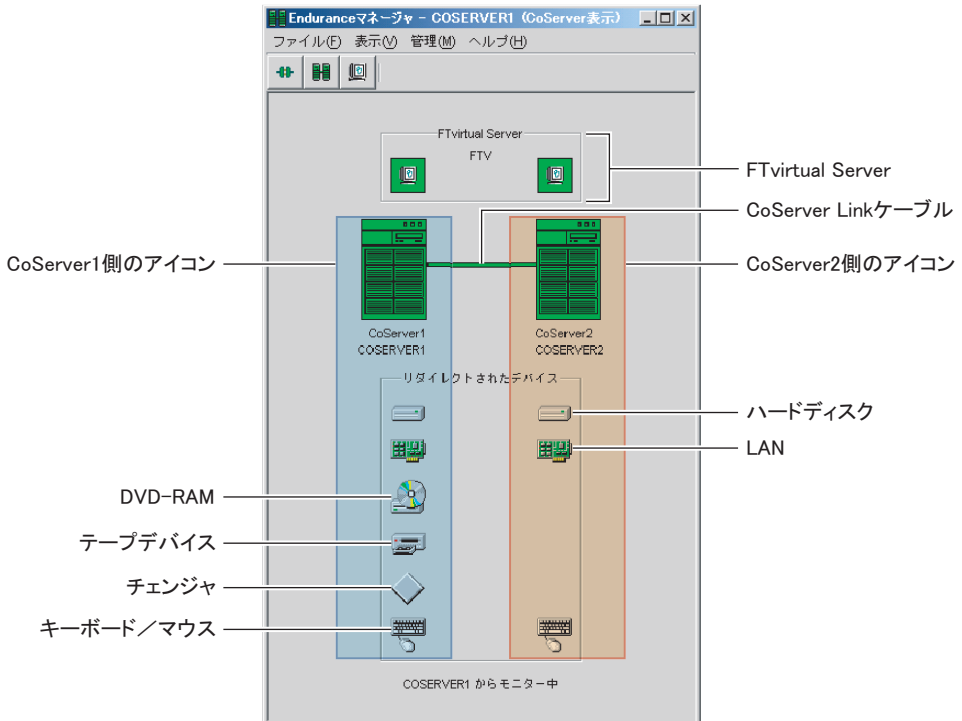 Enduranceマネージャ - COSERVER1 (CoServer表示)
ファイル(F) 表示(V) 管理(M) ヘルプ(H)
FTvirtual Server
FTV
FTvirtual Server
CoServer Linkケーブル
CoServer1側のアイコン
CoServer2側のアイコン
CoServer1
COSERVER1
CoServer2
COSERVER2
リダイレクトされたデバイス
ハードディスク
LAN
DVD-RAM
テープデバイス
チェンジャ
キーボード／マウス
COSERVER1 からモニター中